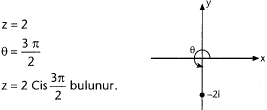 z = 2
θ = 3π/2
z = 2 Cis 3π/2 bulunur.
y
θ
x
–2i